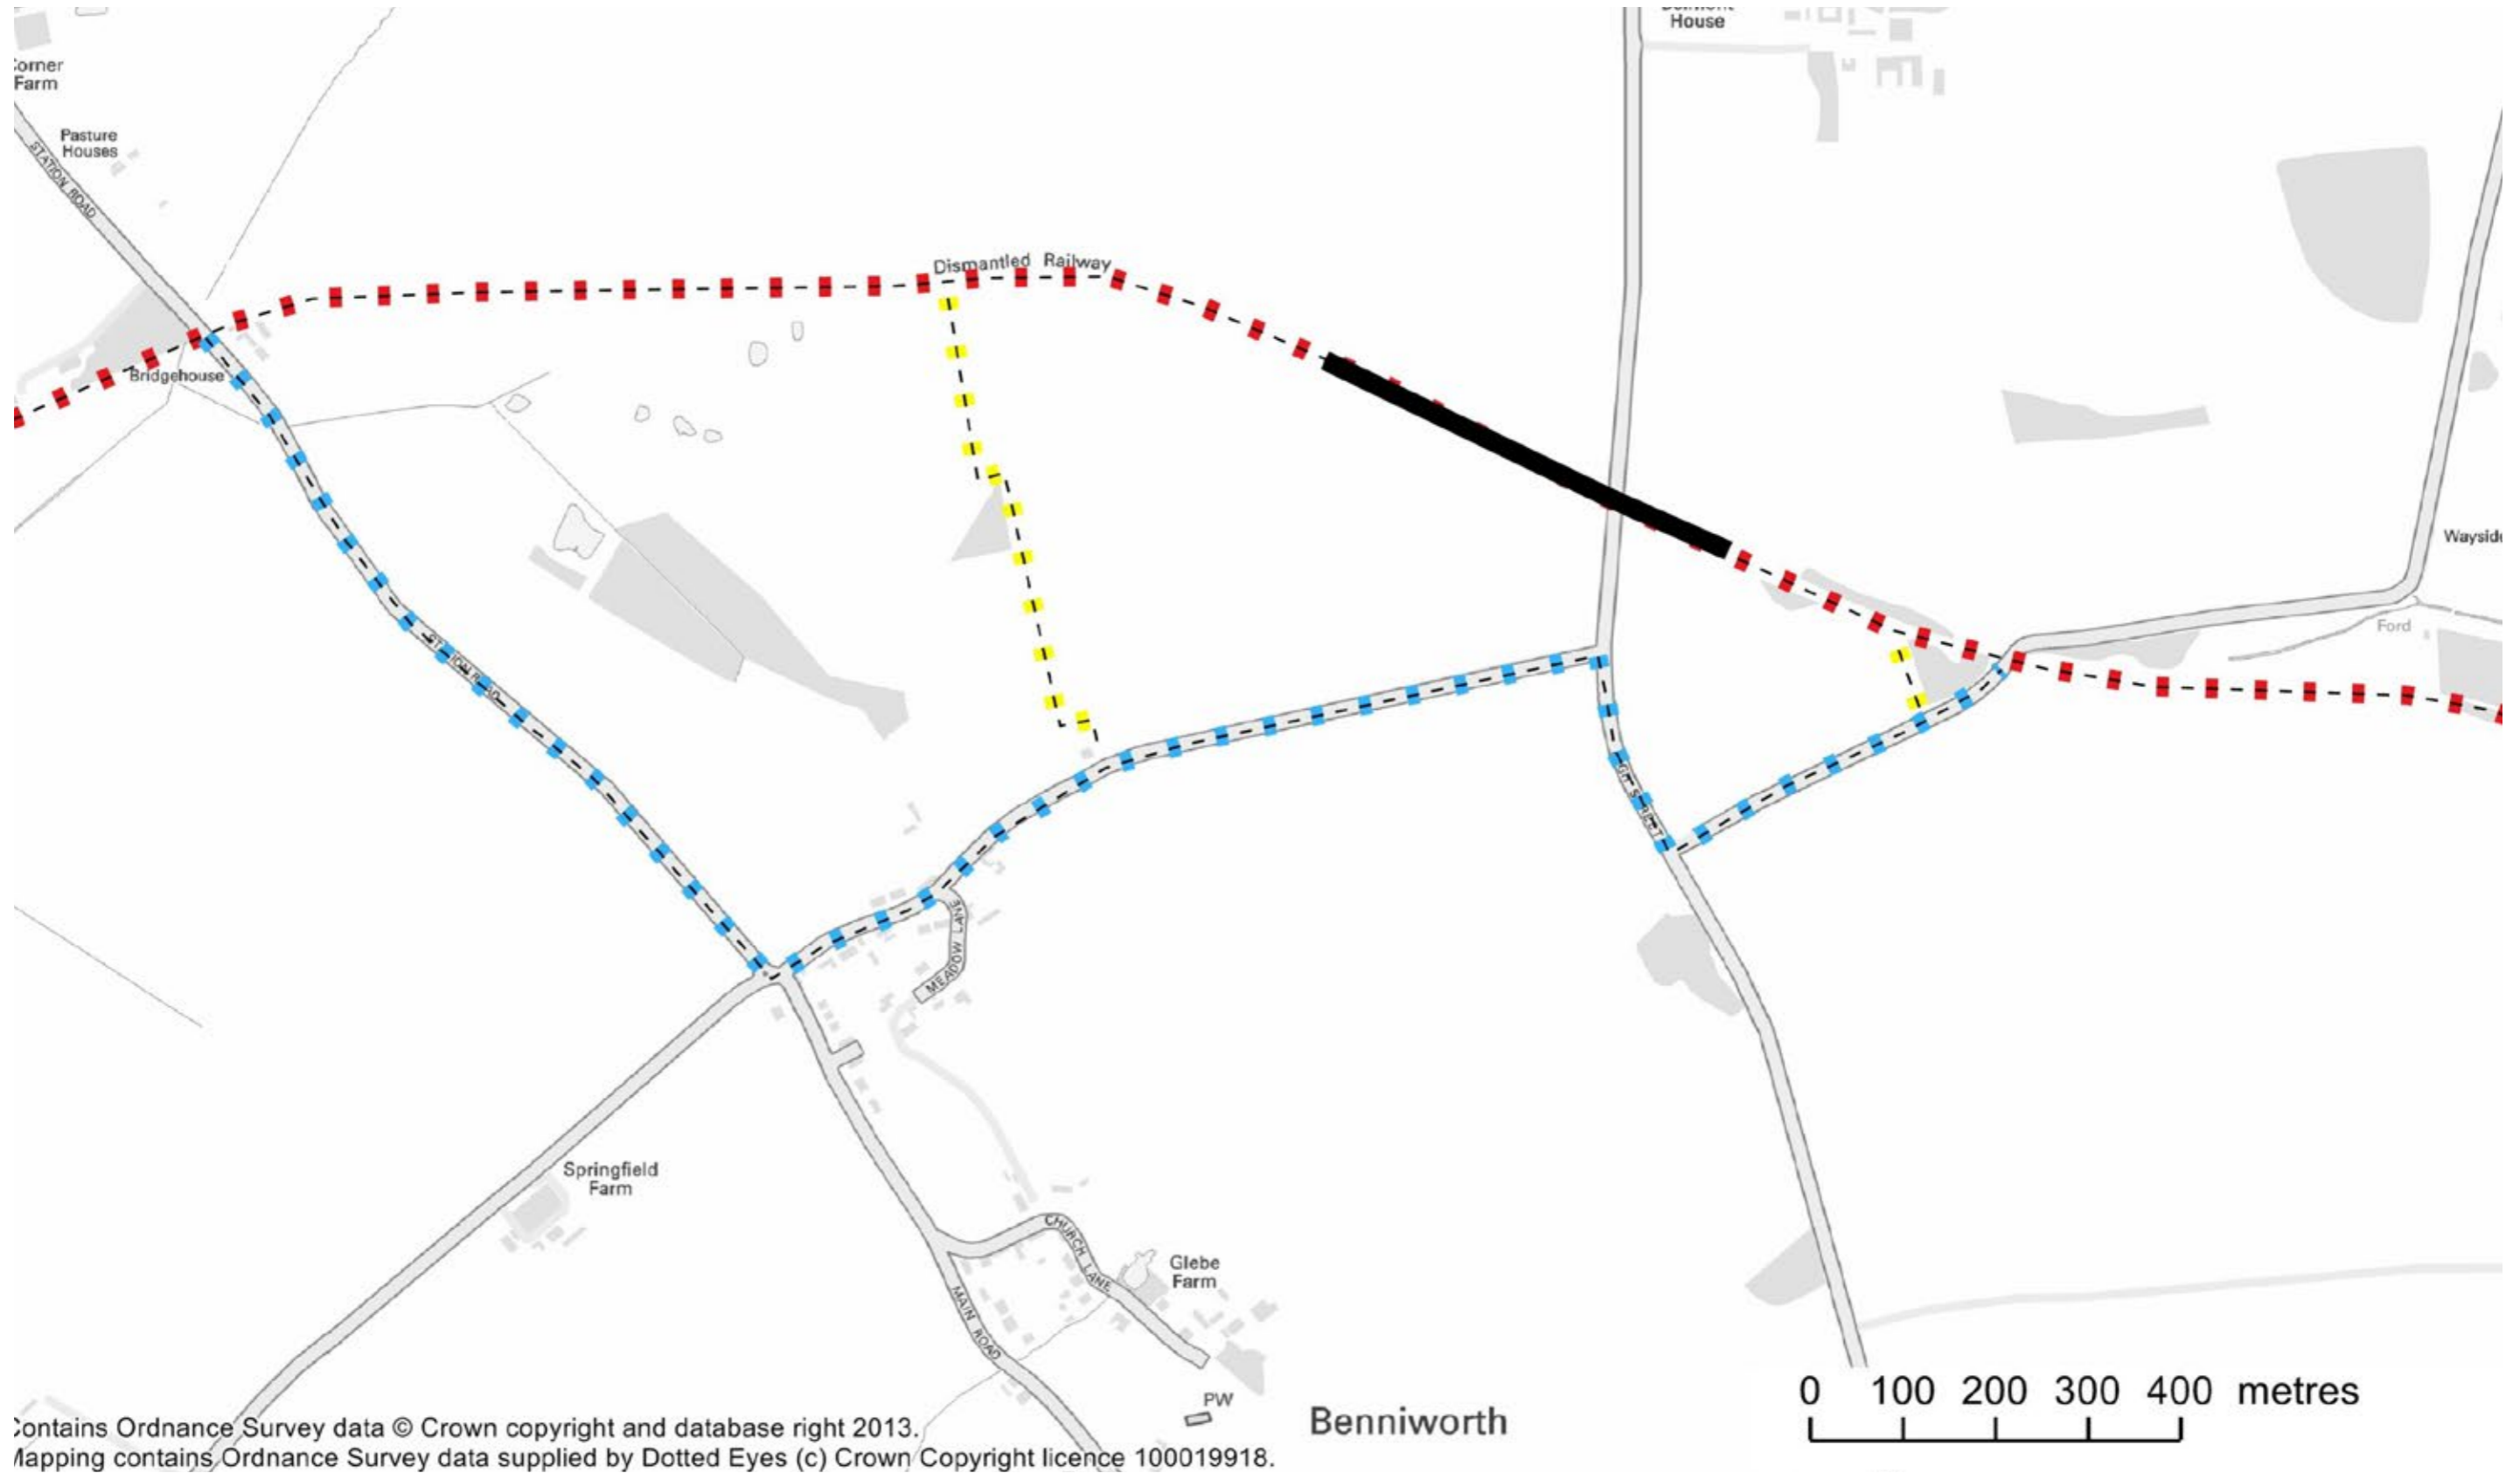 House
Corner
Farm
Pasture
Houses
STATION ROAD
Dismantled Railway
Bridgehouse
Wayside
Ford
MEADOW LANE
Springfield
Farm
CHURCH LANE
Glebe
Farm
MAIN ROAD
PW
Benniworth
0 100 200 300 400 metres
Contains Ordnance Survey data © Crown copyright and database right 2013.
Mapping contains Ordnance Survey data supplied by Dotted Eyes (c) Crown Copyright licence 100019918.